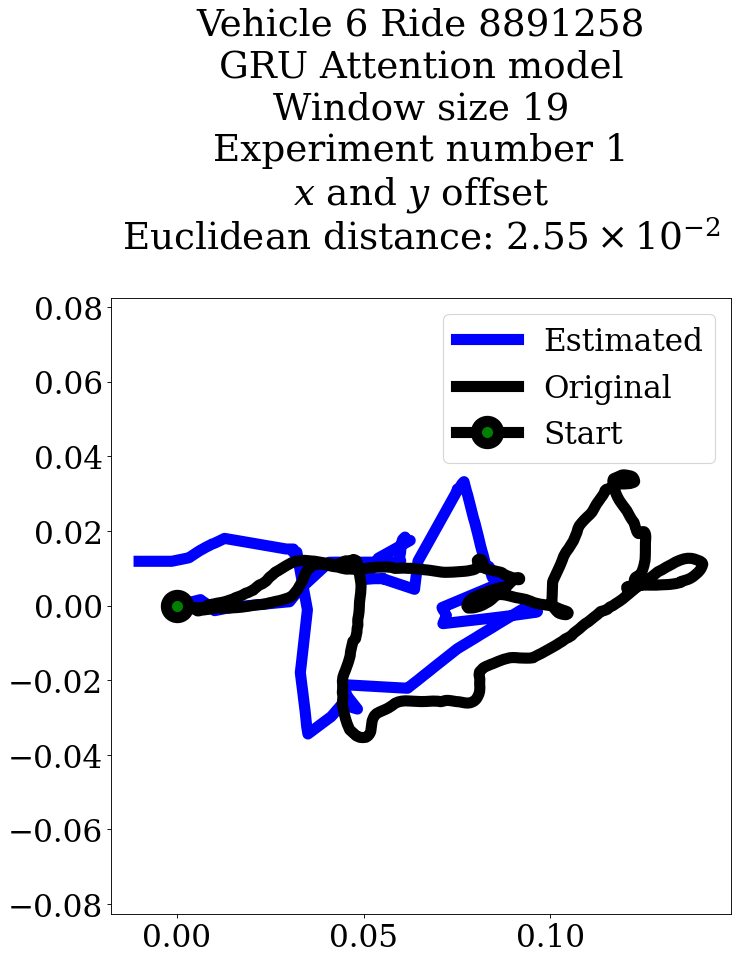 Vehicle 6 Ride 8891258
GRU Attention model
Window size 19
Experiment number 1
x and y offset
Euclidean distance: 2.55 × 10⁻²
Estimated
Original
Start
0.08
0.06
0.04
0.02
0.00
−0.02
−0.04
−0.06
−0.08
0.00 0.05 0.10